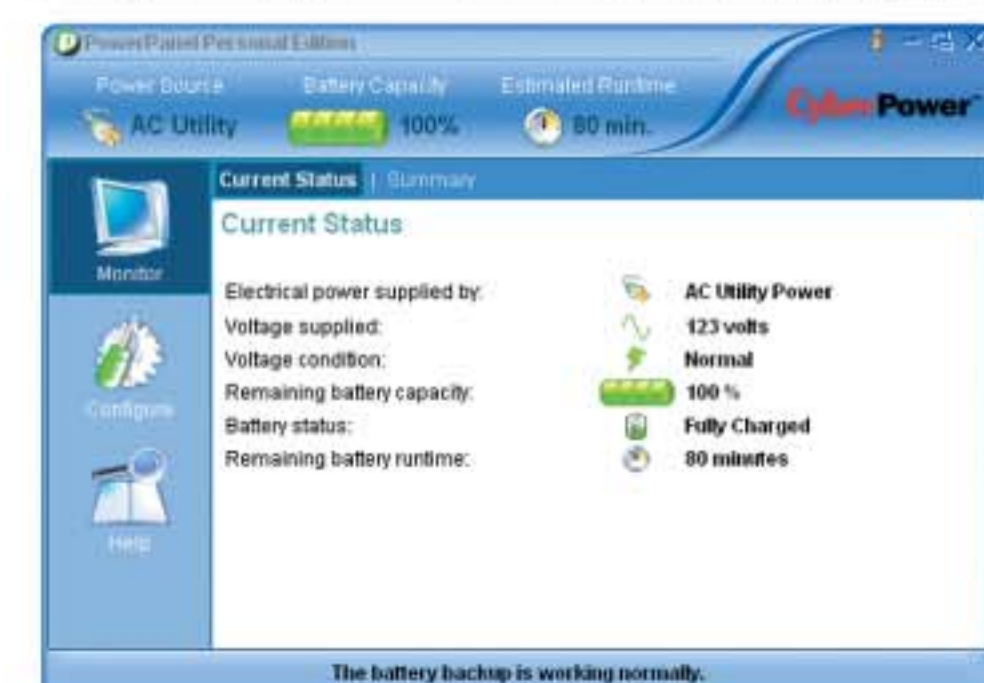 PowerPanel Personal Edition
Power Source Battery Capacity Estimated Runtime
AC Utility 100% 80 min.
CyberPower
Current Status | Summary
Current Status
Monitor
Electrical power supplied by: AC Utility Power
Voltage supplied: 123 volts
Voltage condition: Normal
Remaining battery capacity: 100 %
Battery status: Fully Charged
Remaining battery runtime: 80 minutes
Configure
Help
The battery backup is working normally.